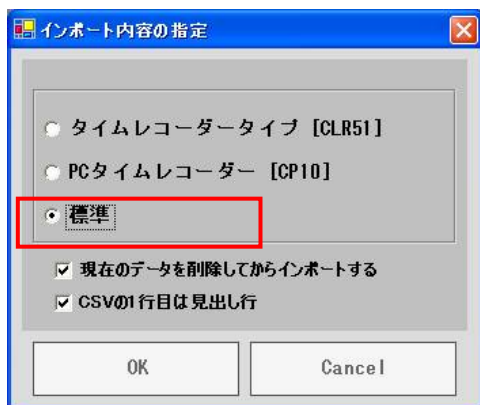 インポート内容の指定
タイムレコーダータイプ [CLR51]
PCタイムレコーダー [CP10]
標準
現在のデータを削除してからインポートする
CSVの1行目は見出し行
OK
Cancel